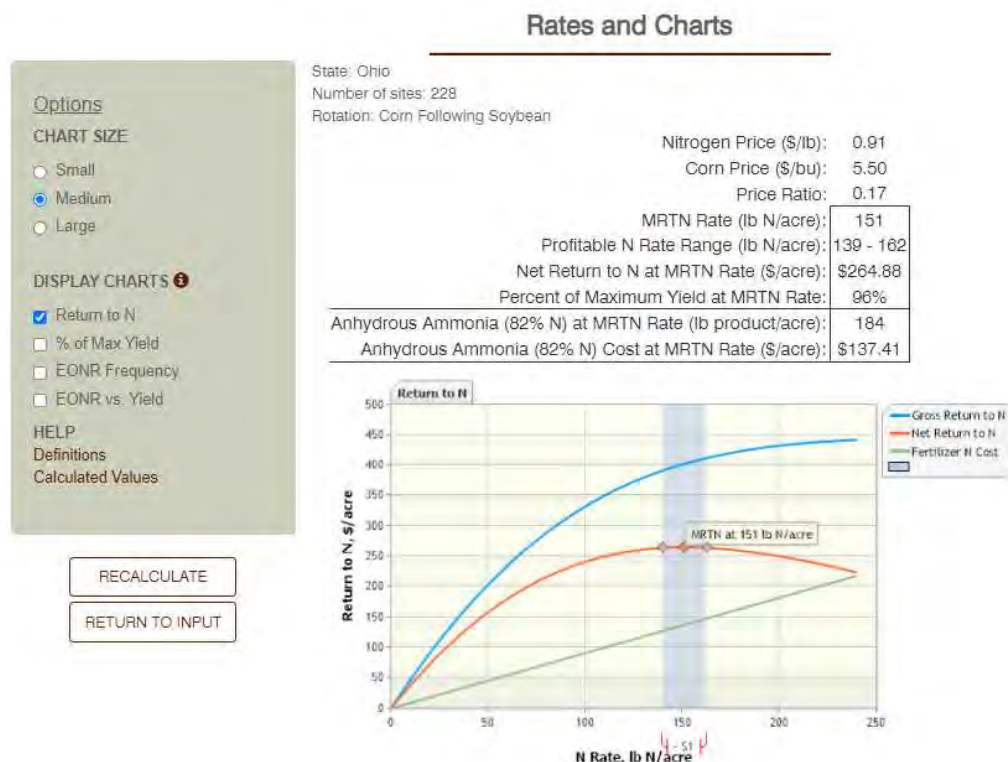 Rates and Charts
Options
CHART SIZE
Small
Medium
Large
DISPLAY CHARTS
Return to N
% of Max Yield
EONR Frequency
EONR vs. Yield
HELP
Definitions
Calculated Values
RECALCULATE
RETURN TO INPUT
State: Ohio
Number of sites: 228
Rotation: Corn Following Soybean
Nitrogen Price ($/lb): 0.91
Corn Price ($/bu): 5.50
Price Ratio: 0.17
MRTN Rate (lb N/acre): 151
Profitable N Rate Range (lb N/acre): 139 - 162
Net Return to N at MRTN Rate ($/acre): $264.88
Percent of Maximum Yield at MRTN Rate: 96%
Anhydrous Ammonia (82% N) at MRTN Rate (lb product/acre): 184
Anhydrous Ammonia (82% N) Cost at MRTN Rate ($/acre): $137.41
Return to N
500
450
400
350
300
250
200
150
100
50
0
Return to N, $/acre
MRTN at 151 lb N/acre
Gross Return to N
Net Return to N
Fertilizer N Cost
0 50 100 150 200 250
- $1
N Rate, lb N/acre